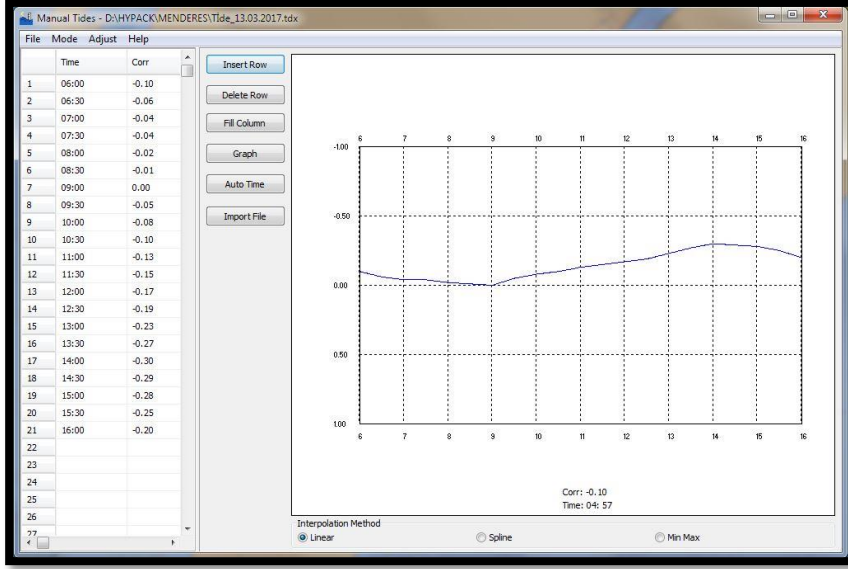 Manual Tides - D:\HYPACK\MENDERES\TIde_13.03.2017.tdx
File Mode Adjust Help
Time Corr
1 06:00 -0.10
2 06:30 -0.06
3 07:00 -0.04
4 07:30 -0.04
5 08:00 -0.02
6 08:30 -0.01
7 09:00 0.00
8 09:30 -0.05
9 10:00 -0.08
10 10:30 -0.10
11 11:00 -0.13
12 11:30 -0.15
13 12:00 -0.17
14 12:30 -0.19
15 13:00 -0.23
16 13:30 -0.27
17 14:00 -0.30
18 14:30 -0.29
19 15:00 -0.28
20 15:30 -0.25
21 16:00 -0.20
22
23
24
25
26
27
Insert Row
Delete Row
Fill Column
Graph
Auto Time
Import File
6 7 8 9 10 11 12 13 14 15 16
-1.00
-0.50
0.00
0.50
1.00
6 7 8 9 10 11 12 13 14 15 16
Corr: -0.10
Time: 04: 57
Interpolation Method
Linear Spline Min Max